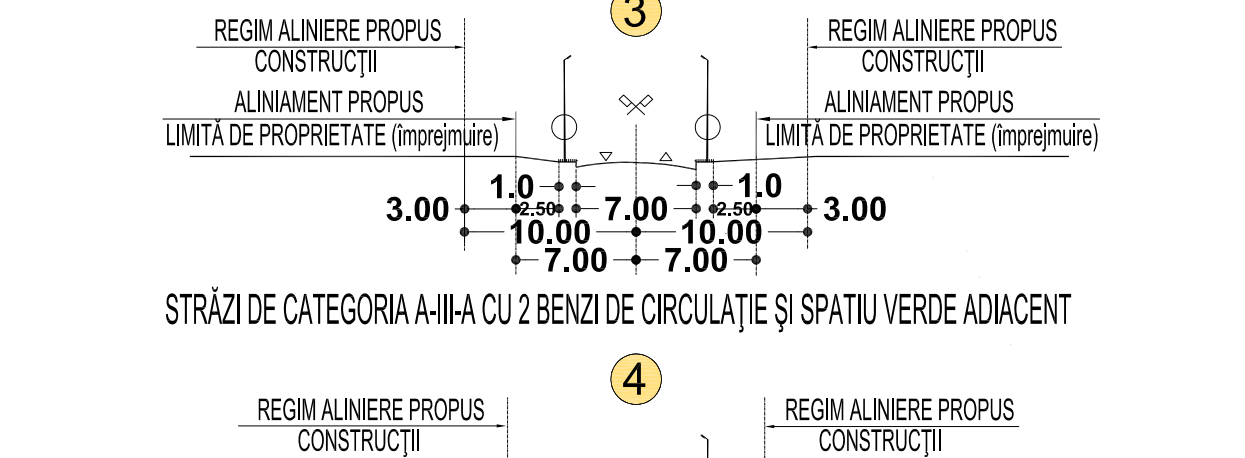 3
REGIM ALINIERE PROPUS
CONSTRUCŢII
REGIM ALINIERE PROPUS
CONSTRUCŢII
ALINIAMENT PROPUS
LIMITĂ DE PROPRIETATE (împrejmuire)
ALINIAMENT PROPUS
LIMITĂ DE PROPRIETATE (împrejmuire)
1.0
1.0
3.00
2.50
7.00
2.50
3.00
10.00
10.00
7.00
7.00
STRĂZI DE CATEGORIA A-III-A CU 2 BENZI DE CIRCULAŢIE ŞI SPATIU VERDE ADIACENT
4
REGIM ALINIERE PROPUS
CONSTRUCŢII
REGIM ALINIERE PROPUS
CONSTRUCŢII